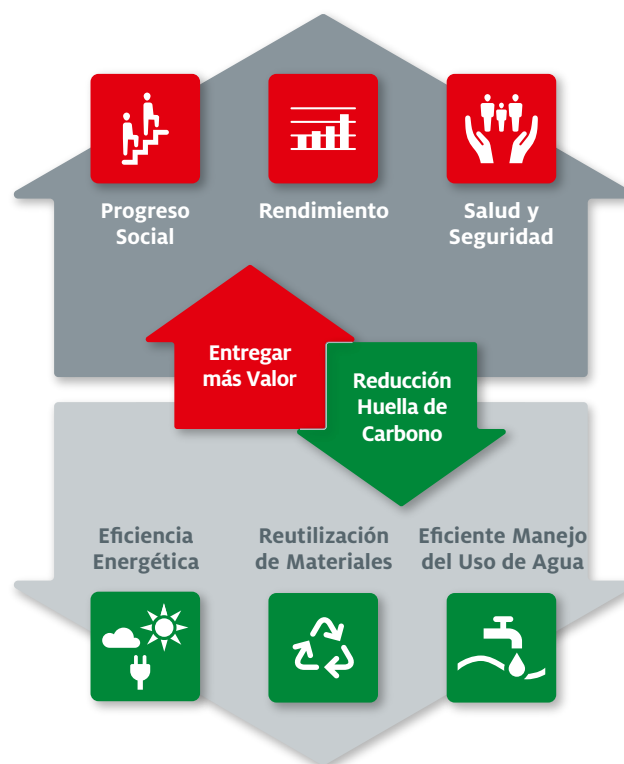 Progreso
Social
Rendimiento
Salud y
Seguridad
Entregar
más Valor
Reducción
Huella de
Carbono
Eficiencia
Energética
Reutilización
de Materiales
Eficiente Manejo
del Uso de Agua